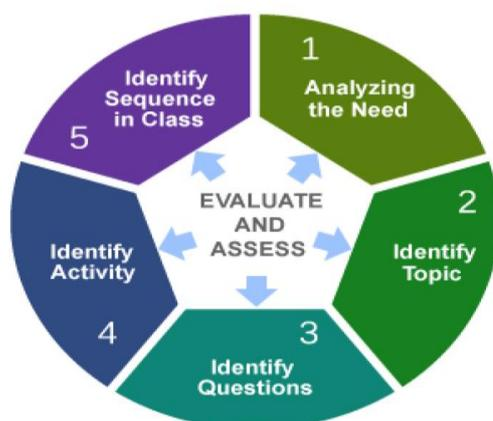 1
Analyzing
the Need
2
Identify
Topic
3
Identify
Questions
4
Identify
Activity
5
Identify
Sequence
in Class
EVALUATE
AND
ASSESS